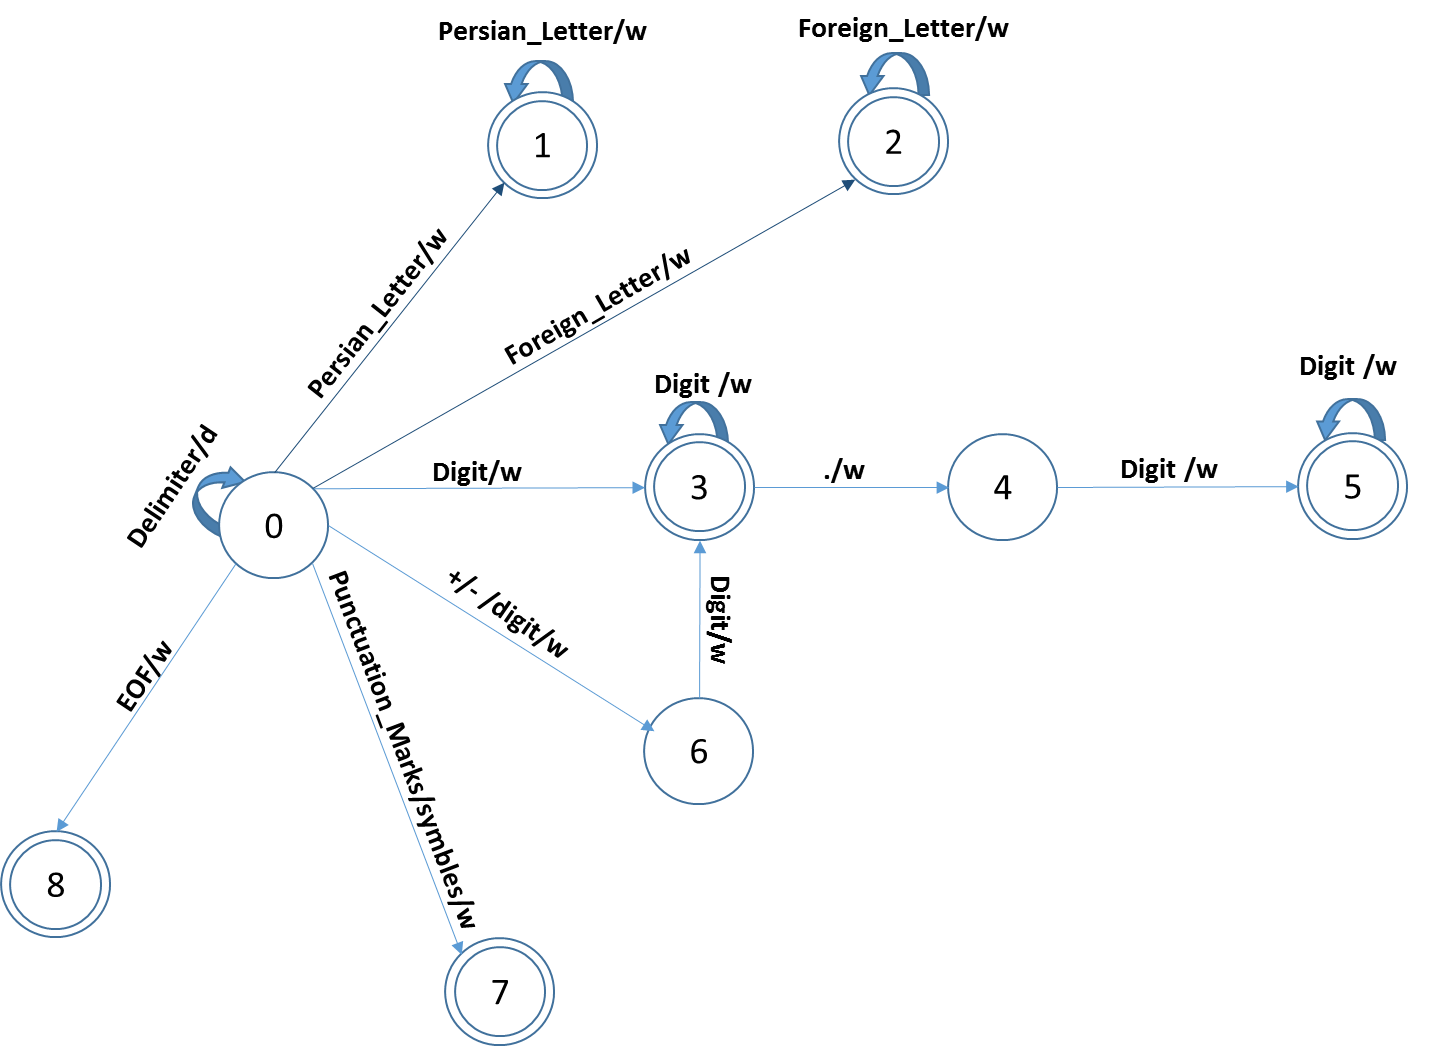 Persian_Letter/w
Foreign_Letter/w
1
2
Persian_Letter/w
Foreign_Letter/w
Digit /w
Digit /w
Delimiter/d
Digit/w
3
./w
4
Digit /w
5
0
+/- /digit/w
Digit/w
EOF/w
Punctuation_Marks/symbles/w
6
8
7